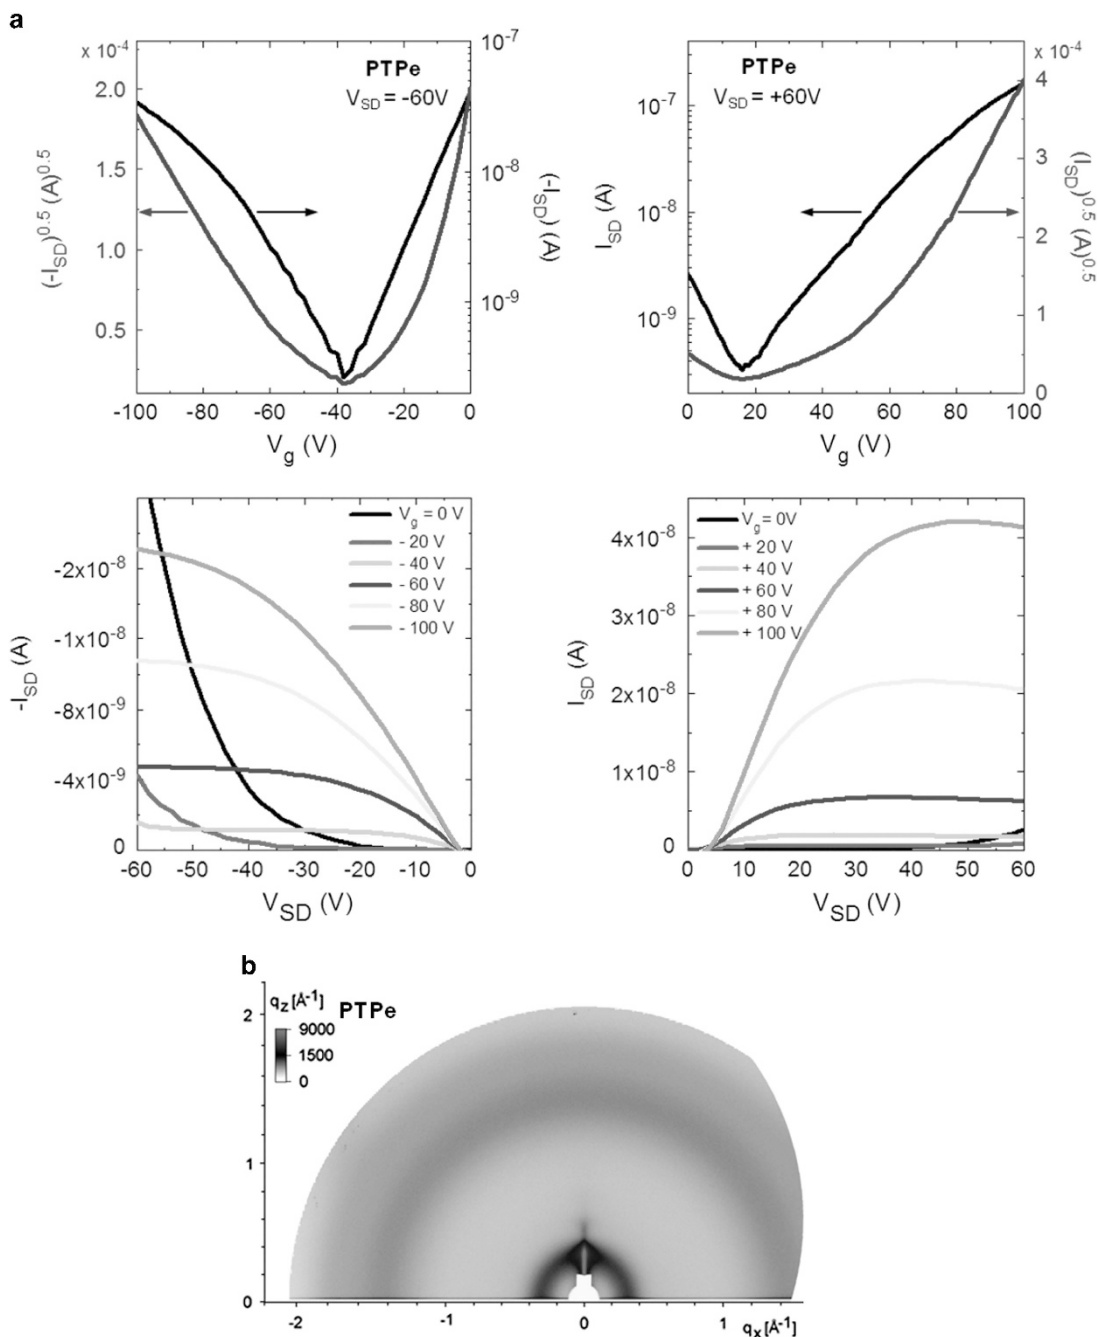 a
x 10⁻⁴
2.0
1.5
1.0
0.5
(-I_SD)^0.5 (A)^0.5
PTPe
V_SD = -60V
10⁻⁷
10⁻⁸
10⁻⁹
(-I_SD) (A)
-100 -80 -60 -40 -20 0
V_g (V)
PTPe
V_SD = +60V
10⁻⁷
10⁻⁸
10⁻⁹
I_SD (A)
x 10⁻⁴
4
3
2
1
0
(I_SD)^0.5 (A)^0.5
0 20 40 60 80 100
V_g (V)
-2x10⁻⁸
-1x10⁻⁸
-8x10⁻⁹
-4x10⁻⁹
0
-I_SD (A)
V_g = 0 V
- 20 V
- 40 V
- 60 V
- 80 V
- 100 V
-60 -50 -40 -30 -20 -10 0
V_SD (V)
4x10⁻⁸
3x10⁻⁸
2x10⁻⁸
1x10⁻⁸
0
I_SD (A)
V_g = 0V
+ 20 V
+ 40 V
+ 60 V
+ 80 V
+ 100 V
0 10 20 30 40 50 60
V_SD (V)
b
q_z [Å⁻¹]
PTPe
2
9000
1500
0
1
0
-2 -1 0 1 q_x [Å⁻¹]